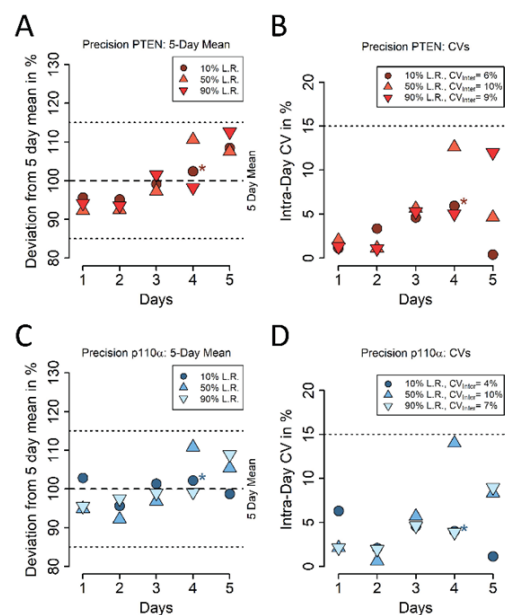 A
Precision PTEN: 5-Day Mean
Deviation from 5 day mean in %
80 90 100 110 120 130
10% L.R.
50% L.R.
90% L.R.
*
5 Day Mean
1 2 3 4 5
Days
B
Precision PTEN: CVs
Intra-Day CV in %
0 5 10 15 20
10% L.R., CVInter= 6%
50% L.R., CVInter= 10%
90% L.R., CVInter= 9%
*
1 2 3 4 5
Days
C
Precision p110α: 5-Day Mean
Deviation from 5 day mean in %
80 90 100 110 120 130
10% L.R.
50% L.R.
90% L.R.
*
5 Day Mean
1 2 3 4 5
Days
D
Precision p110α: CVs
Intra-Day CV in %
0 5 10 15 20
10% L.R., CVInter= 4%
50% L.R., CVInter= 10%
90% L.R., CVInter= 7%
*
1 2 3 4 5
Days